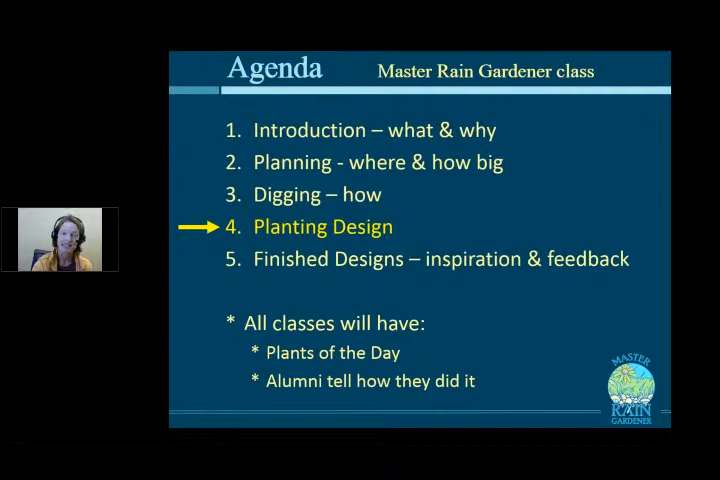 Agenda Master Rain Gardener class
1. Introduction – what & why
2. Planning - where & how big
3. Digging – how
4. Planting Design
5. Finished Designs – inspiration & feedback
* All classes will have:
* Plants of the Day
* Alumni tell how they did it
MASTER
RAIN
GARDENER